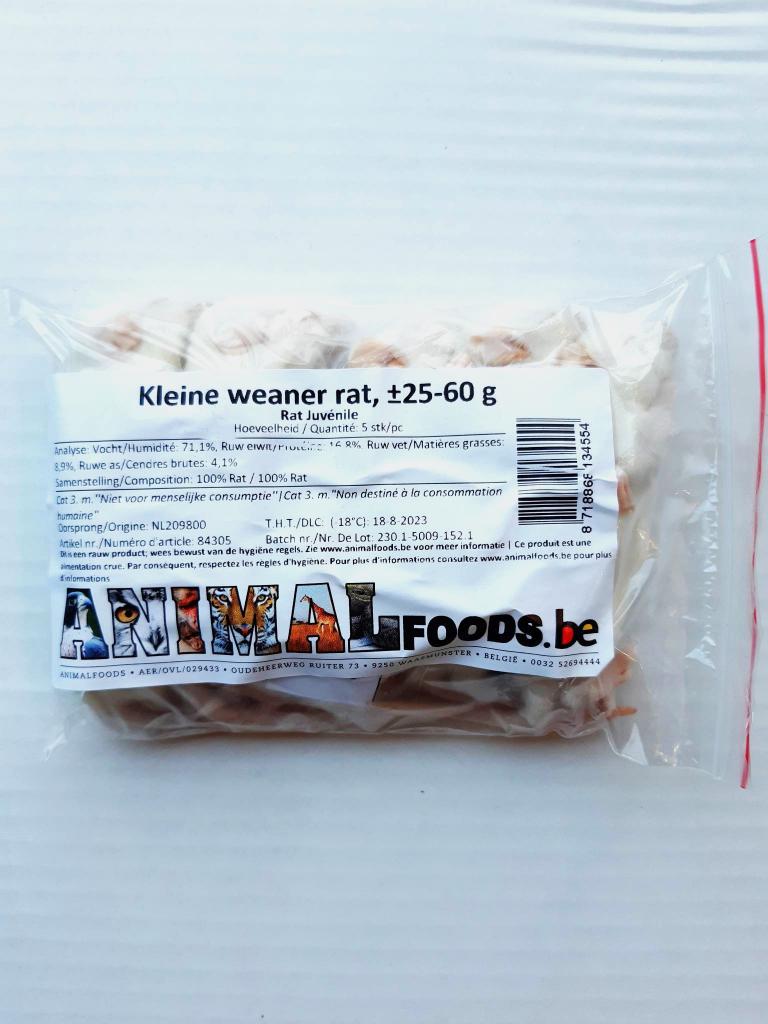 Kleine weaner rat, ±25-60 g
Rat Juvénile
Hoeveelheid / Quantité: 5 stk/pc
Analyse: Vocht/Humidité: 71,1%, Ruw eiwit/Protéine: 16,8%, Ruw vet/Matières grasses:
8,9%, Ruwe as/Cendres brutes: 4,1%
Samenstelling/Composition: 100% Rat / 100% Rat
Cat 3. m."Niet voor menselijke consumptie"|Cat 3. m."Non destiné à la consommation
humaine"
Oorsprong/Origine: NL209800 T.H.T./DLC: (-18°C): 18-8-2023
Artikel nr./Numéro d'article: 84305 Batch nr./Nr. De Lot: 230.1-5009-152.1
Dit is een rauw product; wees bewust van de hygiëne regels. Zie www.animalfoods.be voor meer informatie | Ce produit est une
alimentation crue. Par conséquent, respectez les règles d'hygiène. Pour plus d'informations consultez www.animalfoods.be pour plus
d'informations
8 718868 134554
ANIMALFOODS.be
ANIMALFOODS • AER/OVL/029433 • OUDEHEERWEG RUITER 73 • 9250 WAASMUNSTER • BELGIË • 0032 52694444